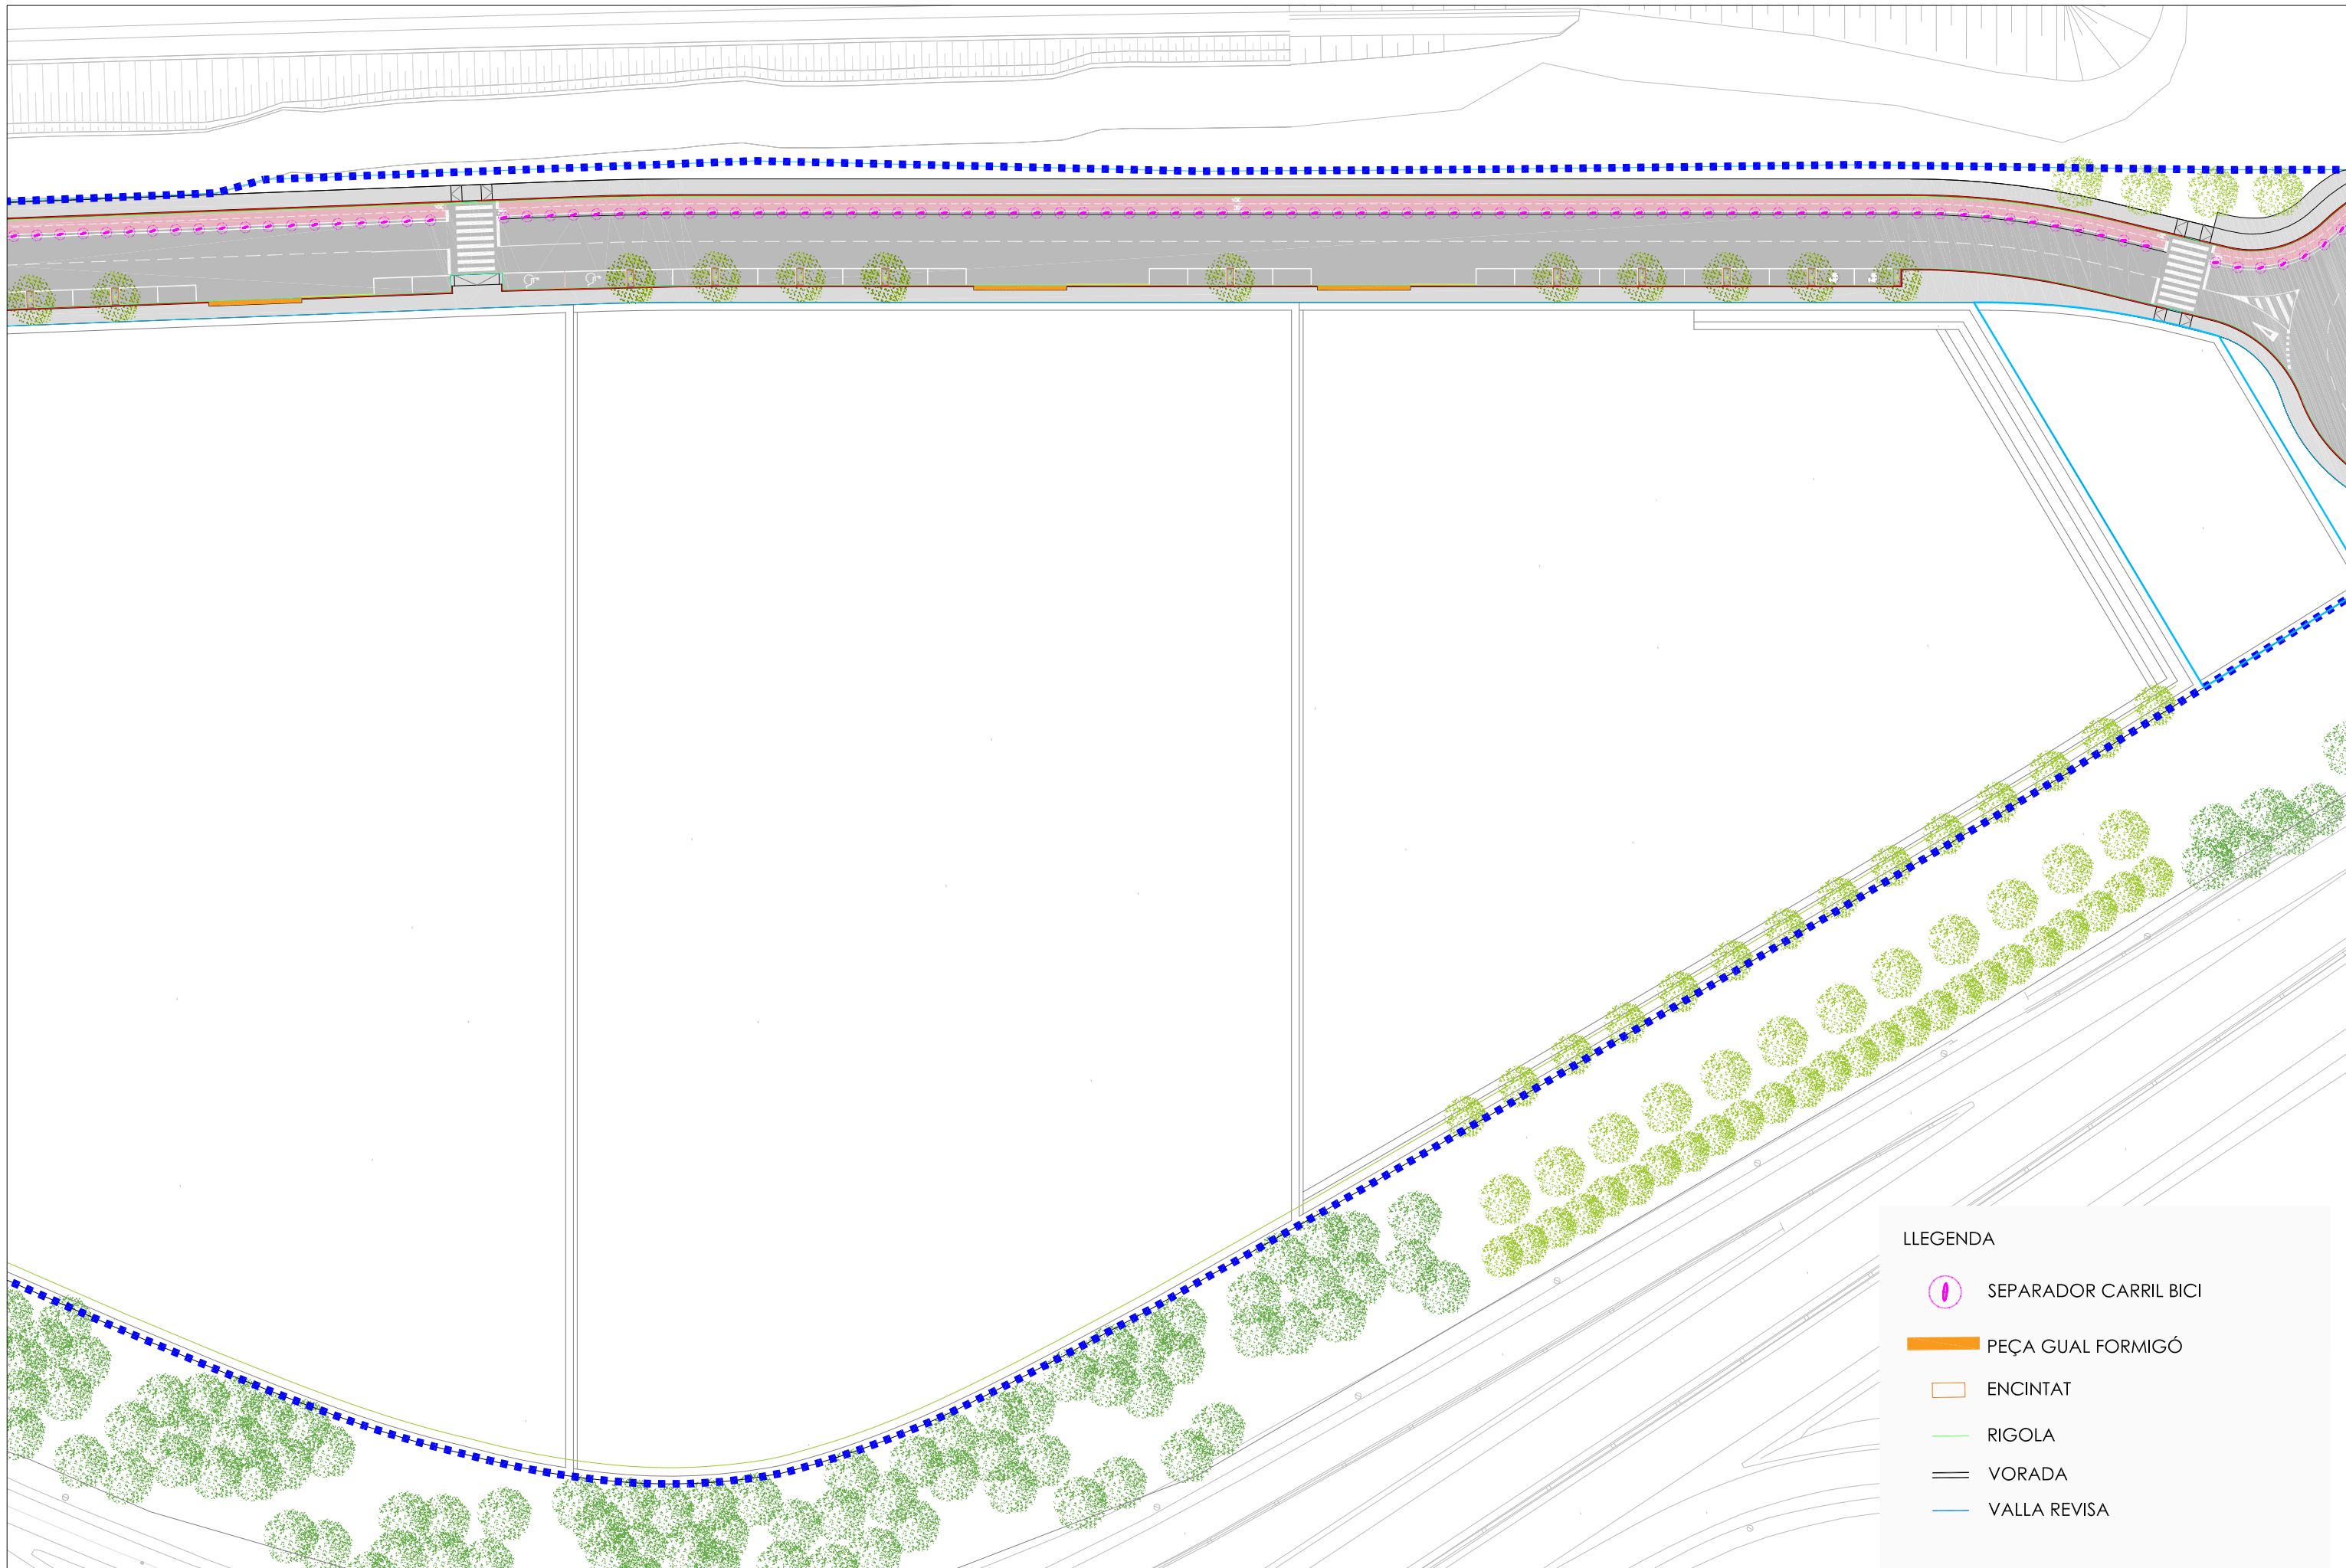 LLEGENDA
SEPARADOR CARRIL BICI
PEÇA GUAL FORMIGÓ
ENCINTAT
RIGOLA
VORADA
VALLA REVISA